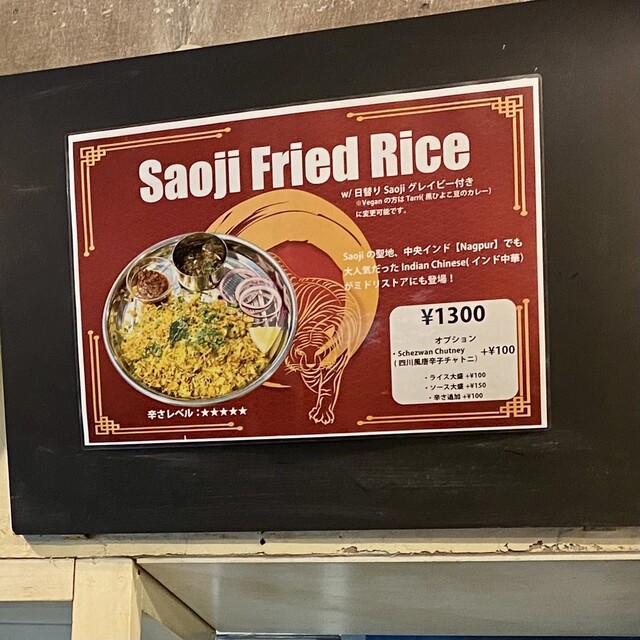 Saoji Fried Rice
w/ 日替り Saoji グレイビー付き
※Vegan の方は Tarri( 黒ひよこ豆のカレー)
に変更可能です。
Saoji の聖地、中央インド【Nagpur】でも
大人気だった Indian Chinese( インド中華)
がミドリストアにも登場！
¥1300
オプション
・Schezwan Chutney
( 四川風唐辛子チャトニ) +¥100
・ライス大盛 +¥100
・ソース大盛 +¥150
・辛さ追加 +¥100
辛さレベル：★★★★★